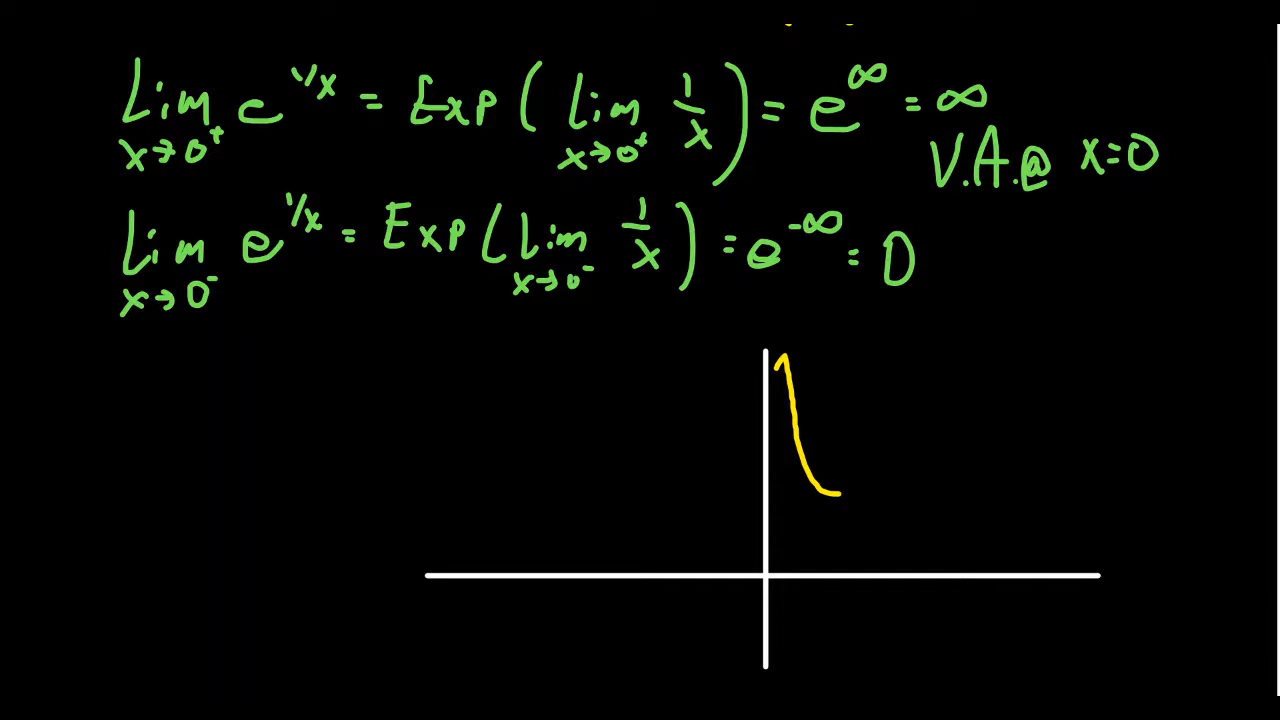 Lim x→0⁺ e^(1/x) = Exp ( lim x→0⁺ 1/x ) = e^∞ = ∞
V.A.@ x=0
Lim x→0⁻ e^(1/x) = Exp ( Lim x→0⁻ 1/x ) = e^-∞ = 0